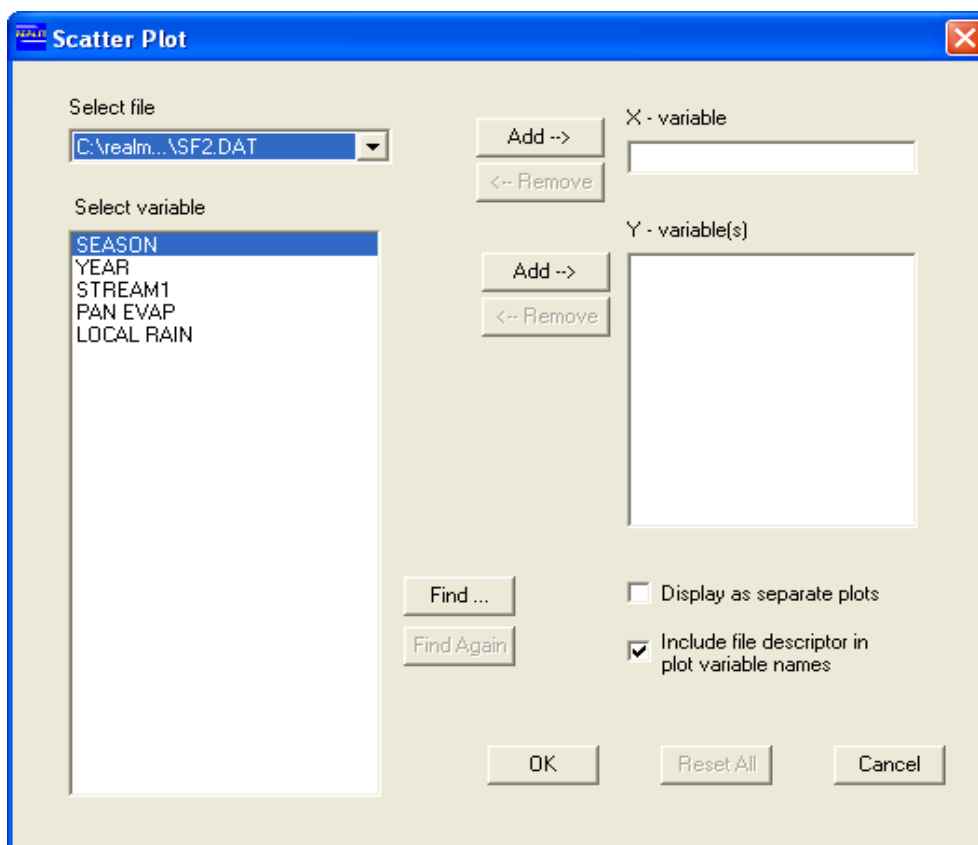 REALM
Scatter Plot
Select file
C:\realm...\SF2.DAT
Select variable
SEASON
YEAR
STREAM1
PAN EVAP
LOCAL RAIN
Add -->
<-- Remove
X - variable
Add -->
<-- Remove
Y - variable(s)
Find ...
Find Again
Display as separate plots
Include file descriptor in
plot variable names
OK
Reset All
Cancel